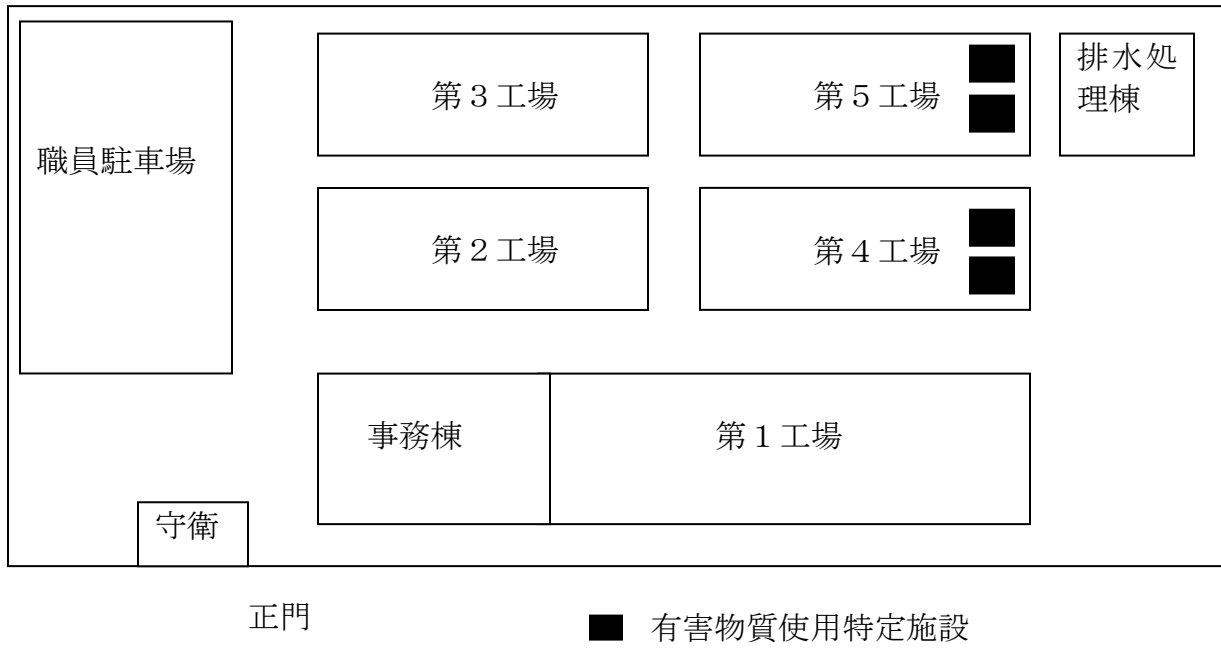 第３工場
第５工場
排水処
理棟
職員駐車場
第２工場
第４工場
事務棟
第１工場
守衛
正門
有害物質使用特定施設